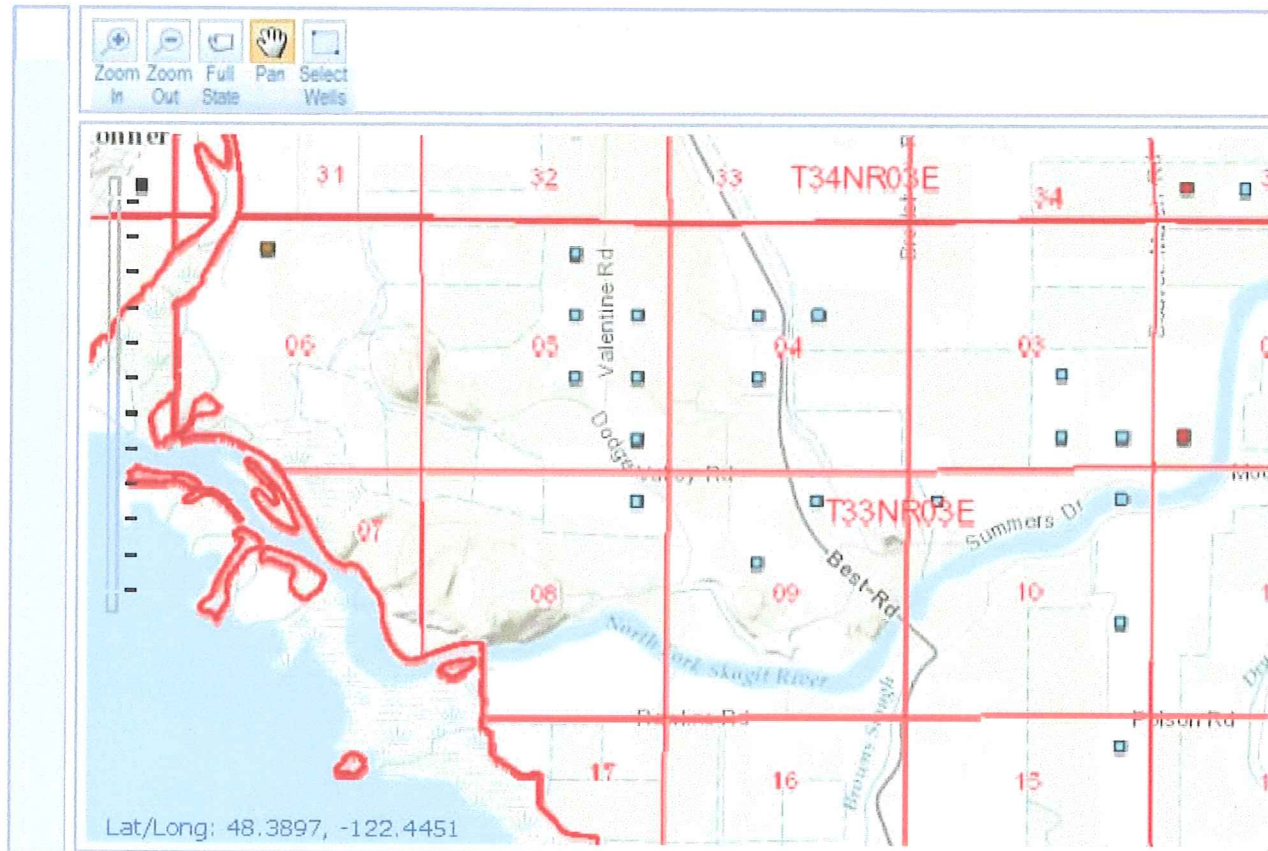 Zoom In
Zoom Out
Full State
Pan
Select Wells
onner
31
32
33
T34NR03E
34
Valentine Rd
06
05
04
03
Dodge Valley Rd
T33NR03E
Summers Dr
07
08
09
Best-Rd
10
North Fork Skagit River
Browns Slough
Polson Rd
17
16
15
Lat/Long: 48.3897, -122.4451